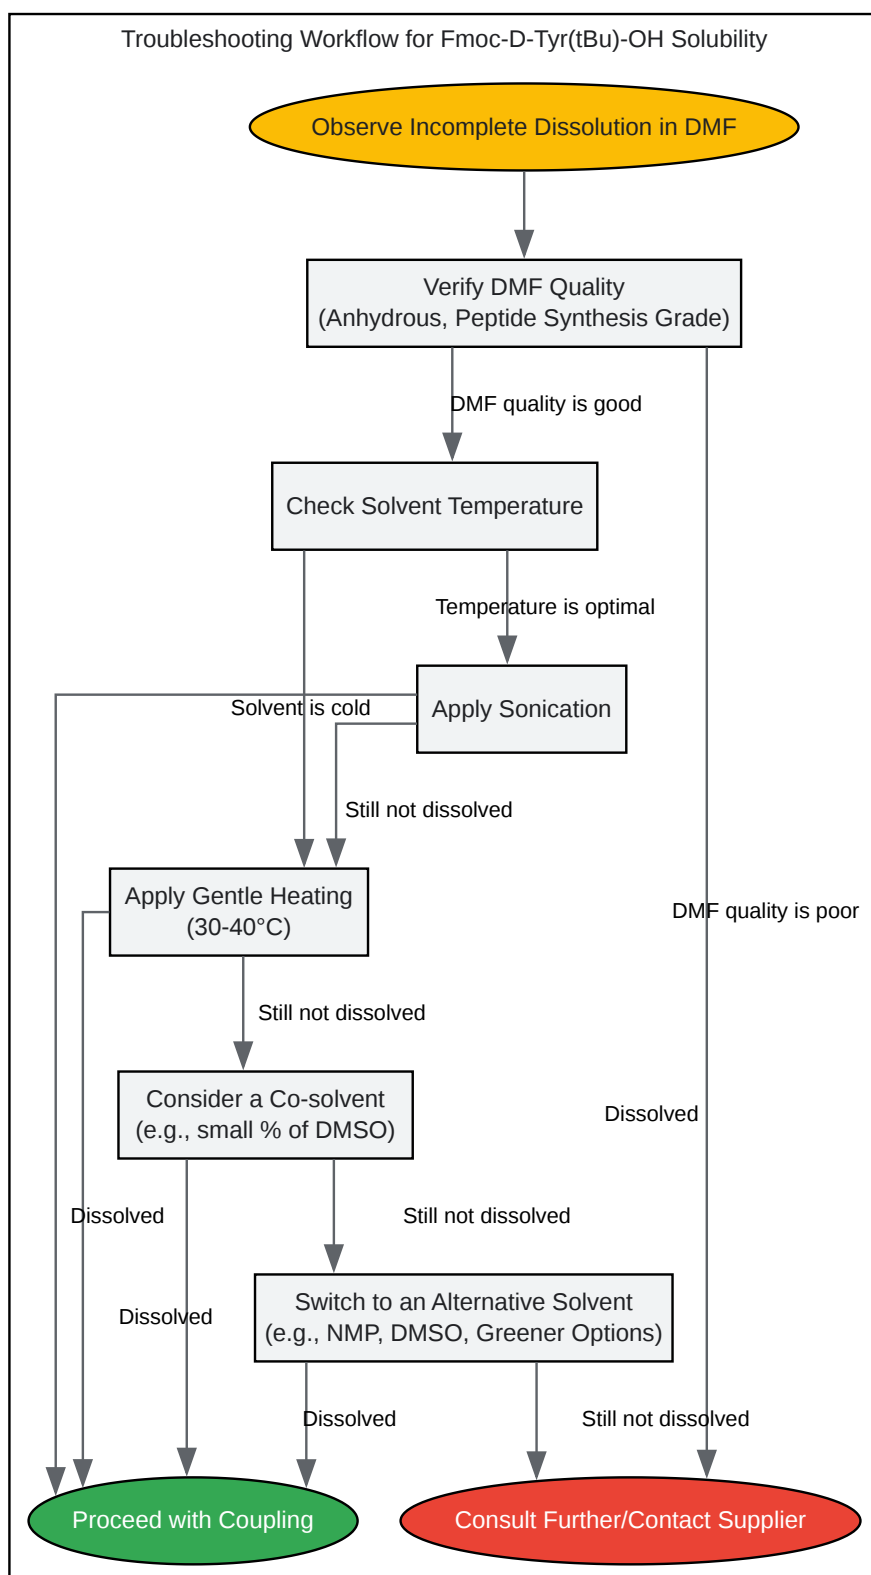 Troubleshooting Workflow for Fmoc-D-Tyr(tBu)-OH Solubility
Observe Incomplete Dissolution in DMF
Verify DMF Quality
(Anhydrous, Peptide Synthesis Grade)
DMF quality is good
Check Solvent Temperature
Temperature is optimal
Solvent is cold
Apply Sonication
Still not dissolved
Apply Gentle Heating
(30-40°C)
DMF quality is poor
Still not dissolved
Consider a Co-solvent
(e.g., small % of DMSO)
Dissolved
Dissolved
Still not dissolved
Switch to an Alternative Solvent
(e.g., NMP, DMSO, Greener Options)
Dissolved
Dissolved
Still not dissolved
Proceed with Coupling
Consult Further/Contact Supplier